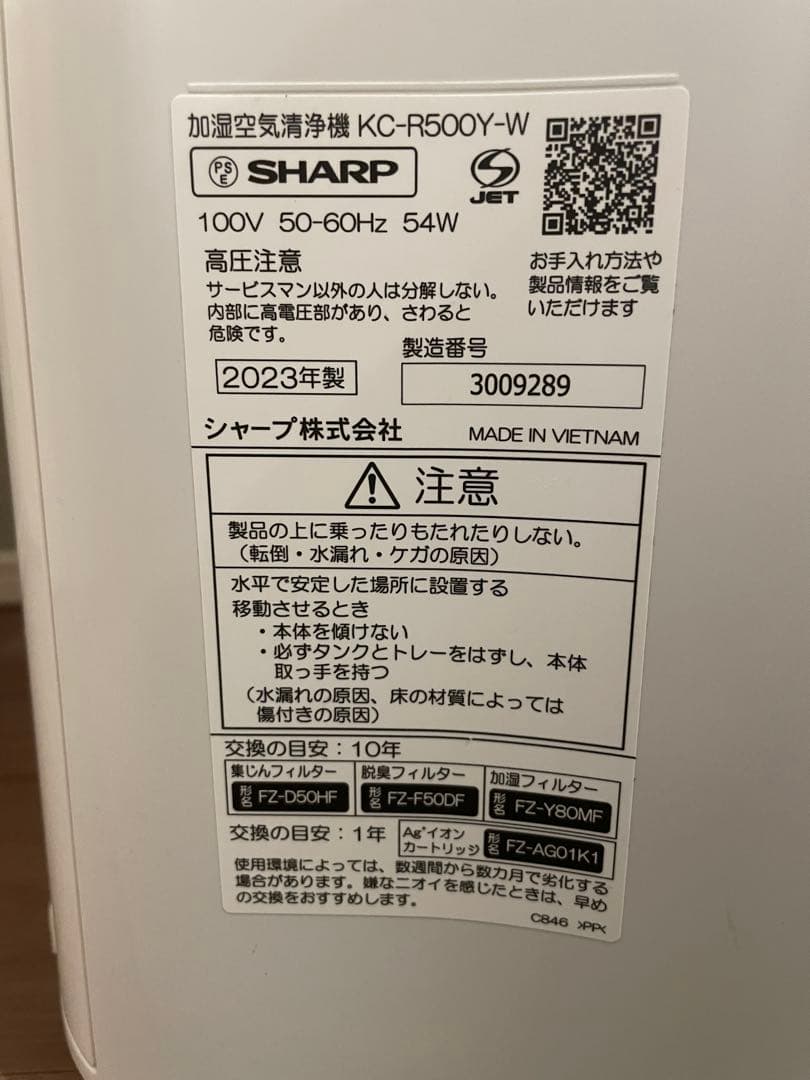 加湿空気清浄機 KC-R500Y-W
PSE SHARP
JET
100V 50-60Hz 54W
お手入れ方法や
製品情報をご覧
いただけます
高圧注意
サービスマン以外の人は分解しない。
内部に高電圧部があり、さわると
危険です。
2023年製
製造番号
3009289
シャープ株式会社 MADE IN VIETNAM
注意
製品の上に乗ったりもたれたりしない。
（転倒・水漏れ・ケガの原因）
水平で安定した場所に設置する
移動させるとき
・本体を傾けない
・必ずタンクとトレーをはずし、本体
取っ手を持つ
（水漏れの原因、床の材質によっては
傷付きの原因）
交換の目安：10年
集じんフィルター
形名 FZ-D50HF
脱臭フィルター
形名 FZ-F50DF
加湿フィルター
形名 FZ-Y80MF
交換の目安：1年
Ag⁺イオン
カートリッジ
形名 FZ-AG01K1
使用環境によっては、数週間から数カ月で劣化する
場合があります。嫌なニオイを感じたときは、早め
の交換をおすすめします。
C846 >PP<